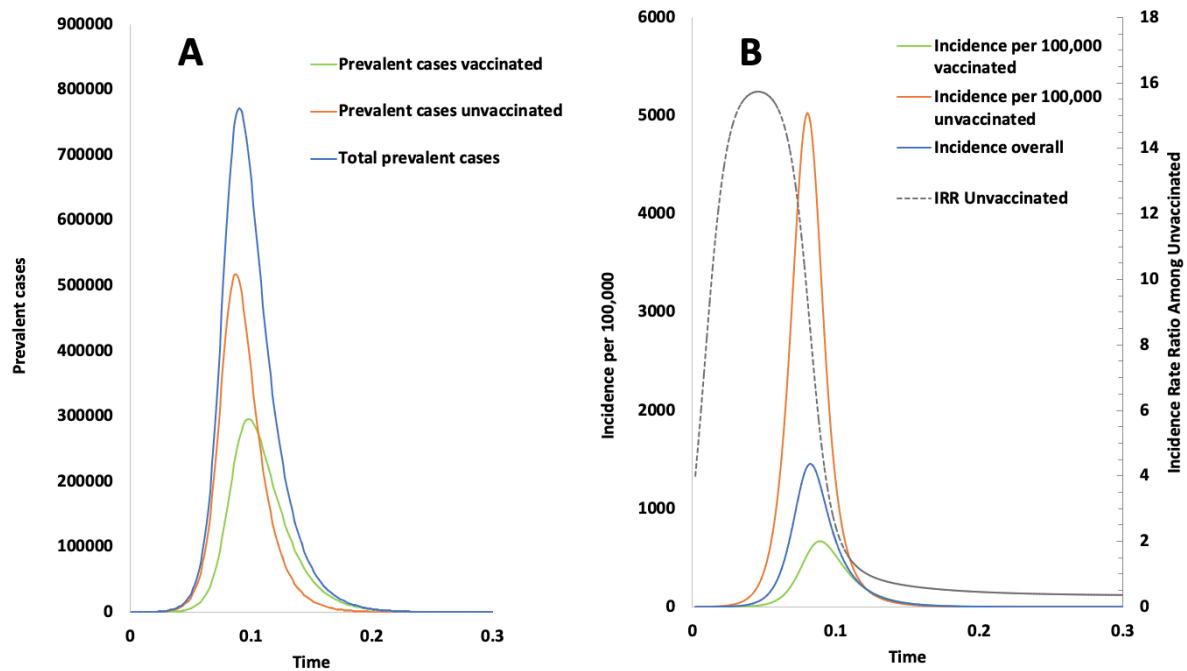 A
Prevalent cases vaccinated
Prevalent cases unvaccinated
Total prevalent cases
Prevalent cases
900000
800000
700000
600000
500000
400000
300000
200000
100000
0
0
0.1
0.2
0.3
Time
B
Incidence per 100,000
vaccinated
Incidence per 100,000
unvaccinated
Incidence overall
IRR Unvaccinated
Incidence per 100,000
6000
5000
4000
3000
2000
1000
0
0
0.1
0.2
0.3
Time
18
16
14
12
10
8
6
4
2
0
Incidence Rate Ratio Among Unvaccinated